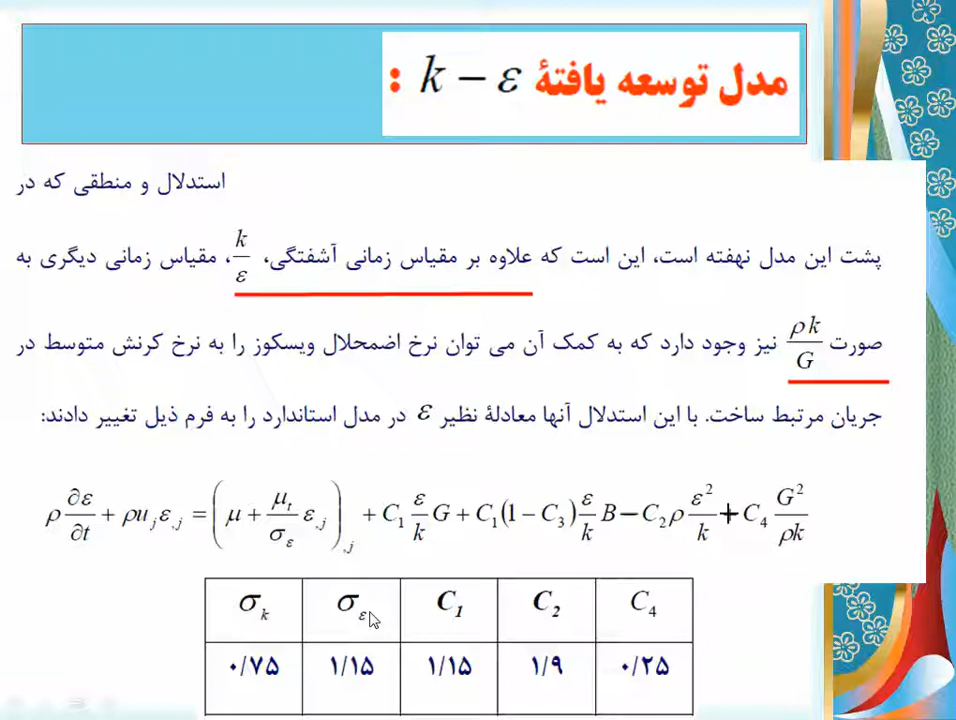 مدل توسعه یافتهٔ k − ε :
استدلال و منطقی که در
پشت این مدل نهفته است، این است که علاوه بر مقیاس زمانی آشفتگی، k/ε، مقیاس زمانی دیگری به
صورت ρk/G نیز وجود دارد که به کمک آن می توان نرخ اضمحلال ویسکوز را به نرخ کرنش متوسط در
جریان مرتبط ساخت. با این استدلال آنها معادلهٔ نظیر ε در مدل استاندارد را به فرم ذیل تغییر دادند:
ρ ∂ε/∂t + ρu_j ε_{,j} = (μ + μ_t/σ_ε ε_{,j})_{,j} + C_1 ε/k G + C_1(1 − C_3) ε/k B − C_2 ρ ε^2/k + C_4 G^2/ρk
σ_k σ_ε C_1 C_2 C_4
۰/۷۵ ۱/۱۵ ۱/۱۵ ۱/۹ ۰/۲۵